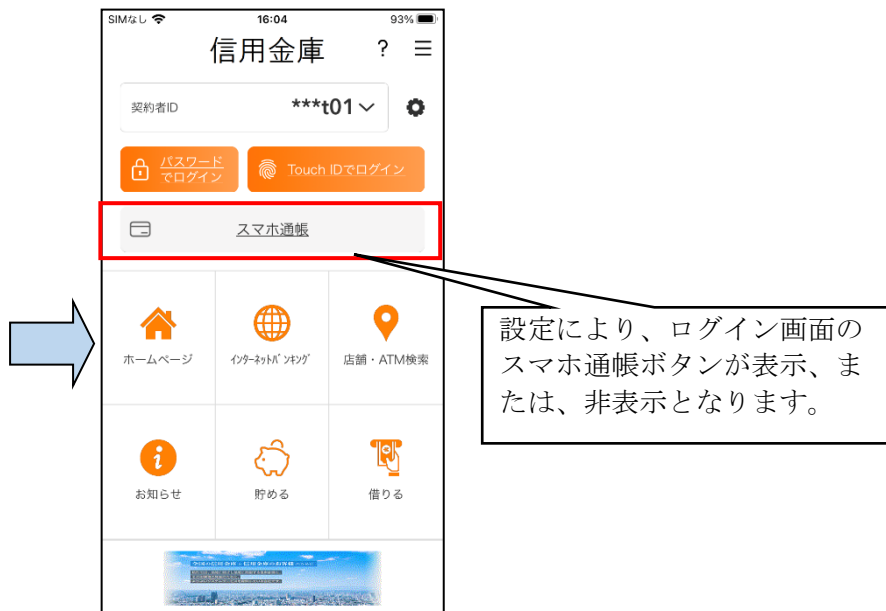 SIMなし 16:04 93%
信用金庫 ? ☰
契約者ID ***t01
パスワード
でログイン
Touch IDでログイン
スマホ通帳
ホームページ インターネットバンキング 店舗・ATM検索
お知らせ 貯める 借りる
設定により、ログイン画面の
スマホ通帳ボタンが表示、ま
たは、非表示となります。